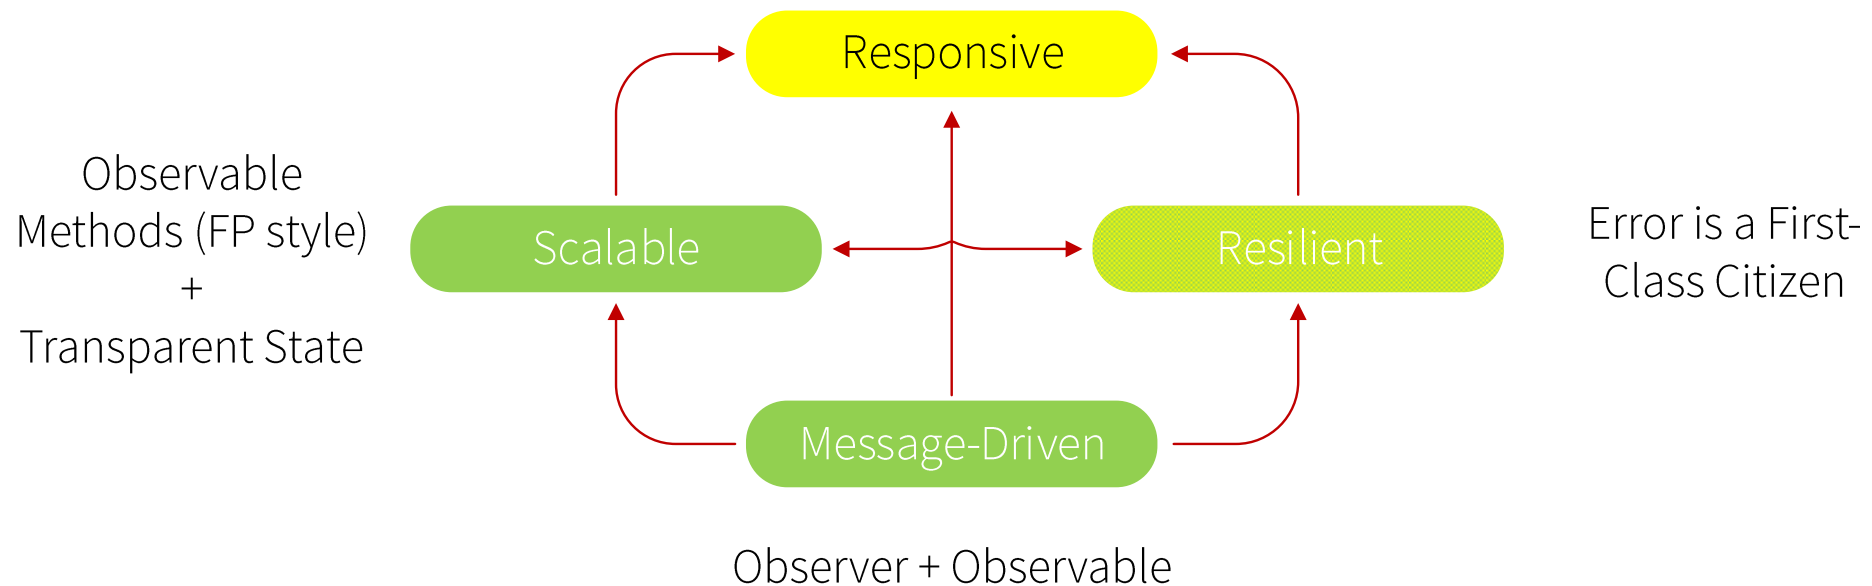 Responsive
Observable
Methods (FP style)
+
Transparent State
Scalable
Resilient
Error is a First-
Class Citizen
Message-Driven
Observer + Observable